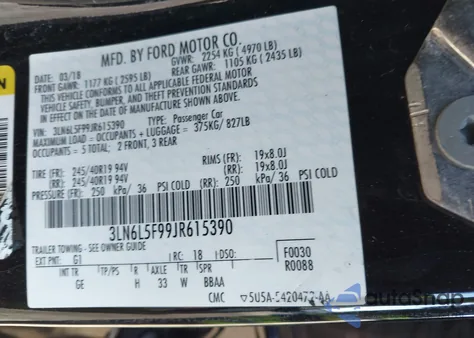 MFD. BY FORD MOTOR CO.
DATE: 03/18 GVWR: 2254 KG (4970 LB)
FRONT GAWR: 1177 KG (2595 LB) REAR GAWR: 1105 KG (2435 LB)
THIS VEHICLE CONFORMS TO ALL APPLICABLE FEDERAL MOTOR
VEHICLE SAFETY, BUMPER, AND THEFT PREVENTION STANDARDS
IN EFFECT ON THE DATE OF MANUFACTURE SHOWN ABOVE.
VIN: 3LN6L5F99JR615390 TYPE: Passenger Car
MAXIMUM LOAD = OCCUPANTS + LUGGAGE = 375KG/ 827LB
OCCUPANTS = 5 TOTAL: 2 FRONT, 3 REAR
TIRE (FR): 245/40R19 94V RIMS (FR): 19x8.0J
(RR): 245/40R19 94V (RR): 19x8.0J
PRESSURE (FR): 250 kPa/ 36 PSI COLD (RR): 250 kPa/ 36 PSI COLD
3LN6L5F99JR615390
TRAILER TOWING - SEE OWNER GUIDE
EXT PNT: G1 RC: 18 DSO: F0030
R0088
INT TR TP/PS R AXLE TR SPR
GE H 33 W BBAA
CMC 5U5A-5420472-AA
autoSnap